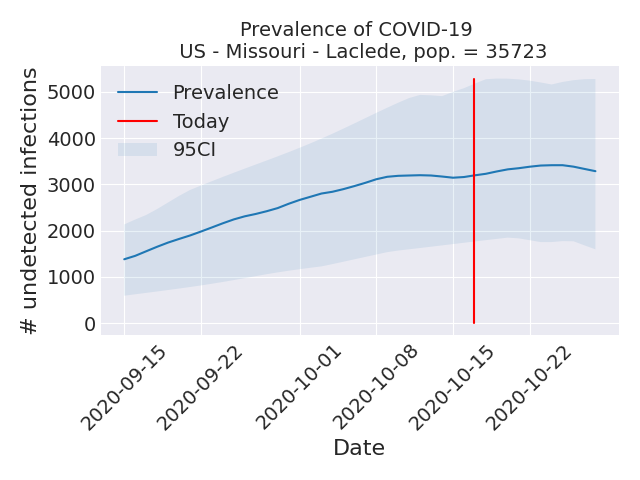 Prevalence of COVID-19
US - Missouri - Laclede, pop. = 35723
# undetected infections
5000
4000
3000
2000
1000
0
Prevalence
Today
95CI
2020-09-15
2020-09-22
2020-10-01
2020-10-08
2020-10-15
2020-10-22
Date